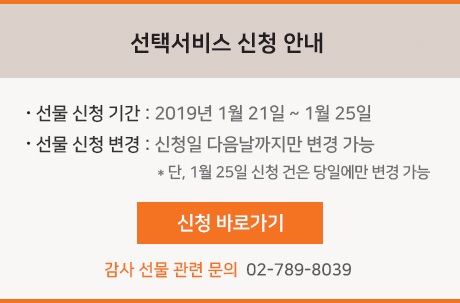 선택서비스 신청 안내
· 선물 신청 기간 : 2019년 1월 21일 ~ 1월 25일
· 선물 신청 변경 : 신청일 다음날까지만 변경 가능
* 단, 1월 25일 신청 건은 당일에만 변경 가능
신청 바로가기
감사 선물 관련 문의 02-789-8039